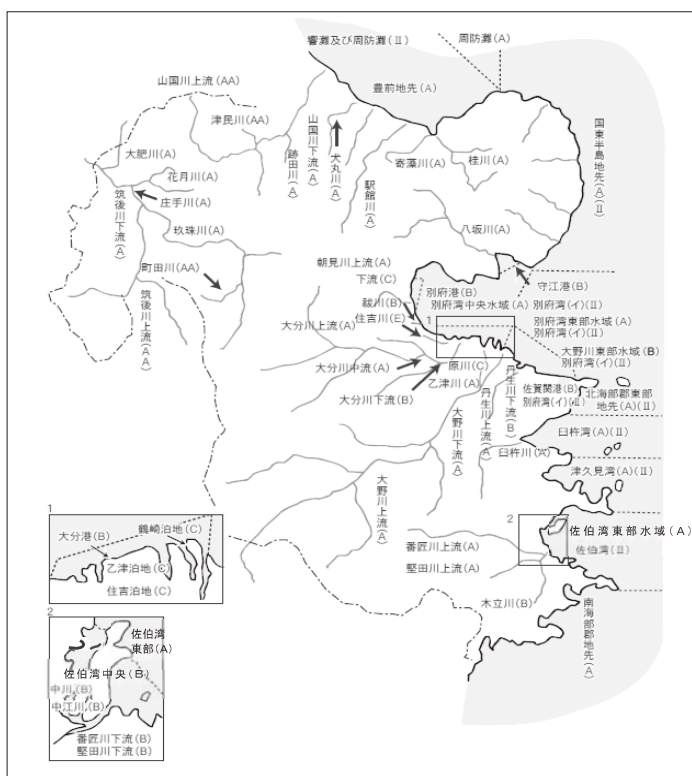 響灘及び周防灘(Ⅱ)
周防灘(A)
豊前地先(A)
山国川上流(AA)
津民川(AA)
山国川下流(A)
犬丸川(A)
跡田川(A)
駅館川(A)
寄藻川(A)
桂川(A)
国東半島地先(A)(Ⅱ)
大肥川(A)
花月川(A)
庄手川(A)
筑後川下流(A)
玖珠川(A)
八坂川(A)
町田川(AA)
筑後川上流(AA)
朝見川上流(A)
下流(C)
守江港(B)
別府港(B)
別府湾中央水域(A)
別府湾(イ)(Ⅱ)
祓川(B)
住吉川(E)
別府湾東部水域(A)
別府湾(イ)(Ⅱ)
大分川上流(A)
1
大野川東部水域(B)
別府湾(イ)(Ⅱ)
大分川中流(A)
原川(C)
乙津川(A)
大分川下流(B)
丹生川下流(B)
丹生川上流(A)
佐賀関港(B)
別府湾(イ)(Ⅱ)
北海部郡東部
地先(A)(Ⅱ)
大野川下流(A)
臼杵湾(A)(Ⅱ)
臼杵川(A)
津久見湾(A)(Ⅱ)
大野川上流(A)
2
佐伯湾東部水域(A)
佐伯湾(Ⅱ)
番匠川上流(A)
堅田川上流(A)
木立川(B)
南海部郡地先(A)
1
大分港(B)
鶴崎泊地(C)
乙津泊地(C)
住吉泊地(C)
2
佐伯湾
東部(A)
佐伯湾中央(B)
中川(B)
中江川(B)
番匠川下流(B)
堅田川下流(B)